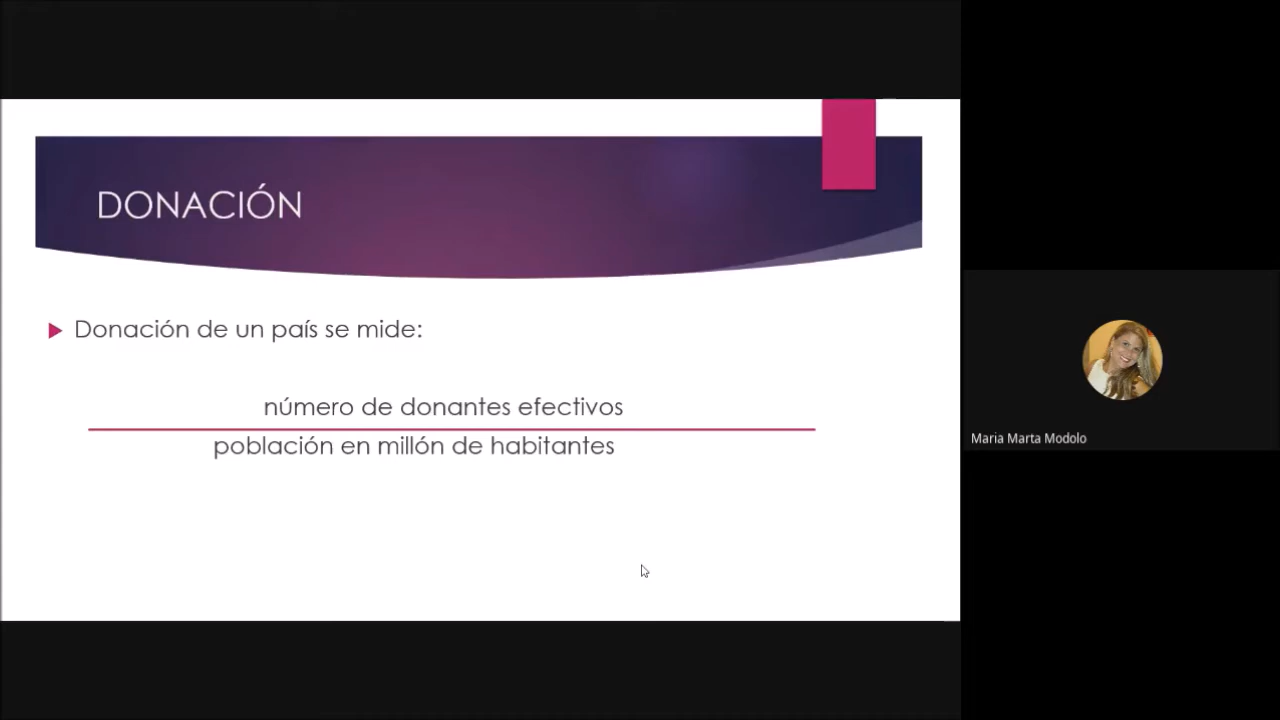 DONACIÓN
Donación de un país se mide:
número de donantes efectivos
población en millón de habitantes
Maria Marta Modolo